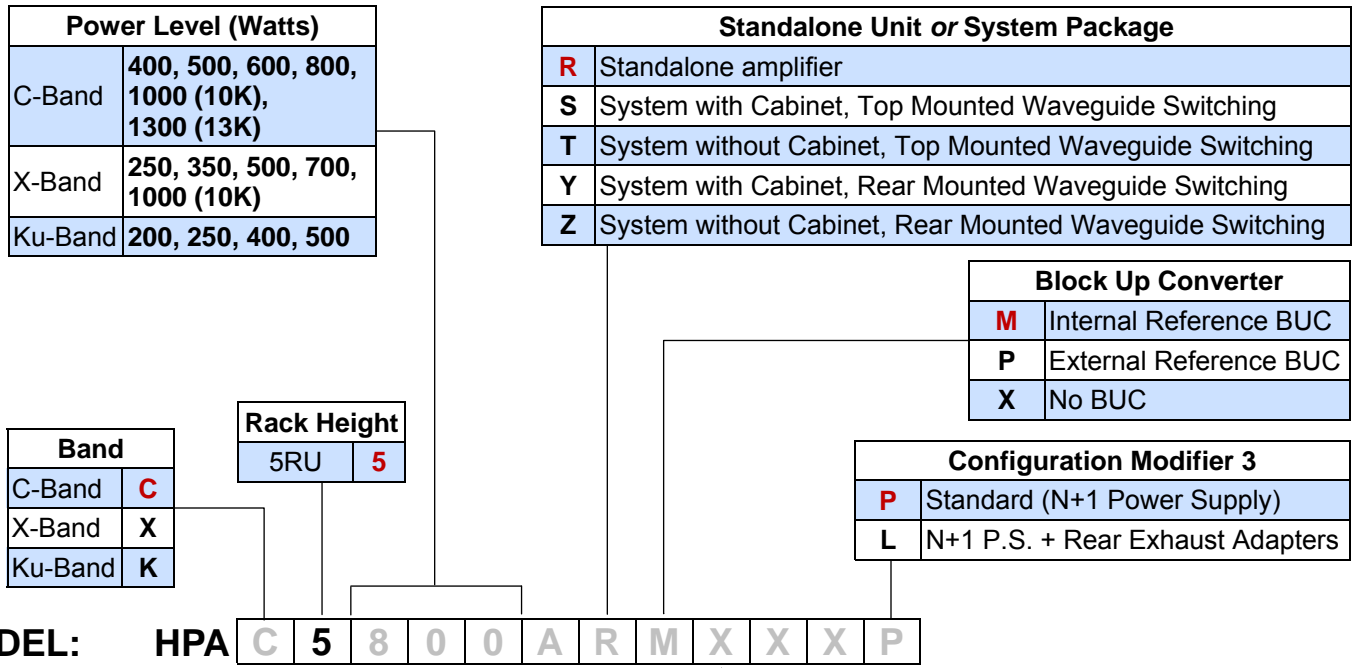 Power Level (Watts)
C-Band 400, 500, 600, 800,
1000 (10K),
1300 (13K)
X-Band 250, 350, 500, 700,
1000 (10K)
Ku-Band 200, 250, 400, 500
Standalone Unit or System Package
R Standalone amplifier
S System with Cabinet, Top Mounted Waveguide Switching
T System without Cabinet, Top Mounted Waveguide Switching
Y System with Cabinet, Rear Mounted Waveguide Switching
Z System without Cabinet, Rear Mounted Waveguide Switching
Block Up Converter
M Internal Reference BUC
P External Reference BUC
X No BUC
Rack Height
5RU 5
Band
C-Band C
X-Band X
Ku-Band K
Configuration Modifier 3
P Standard (N+1 Power Supply)
L N+1 P.S. + Rear Exhaust Adapters
DEL: HPA C 5 8 0 0 A R M X X X P